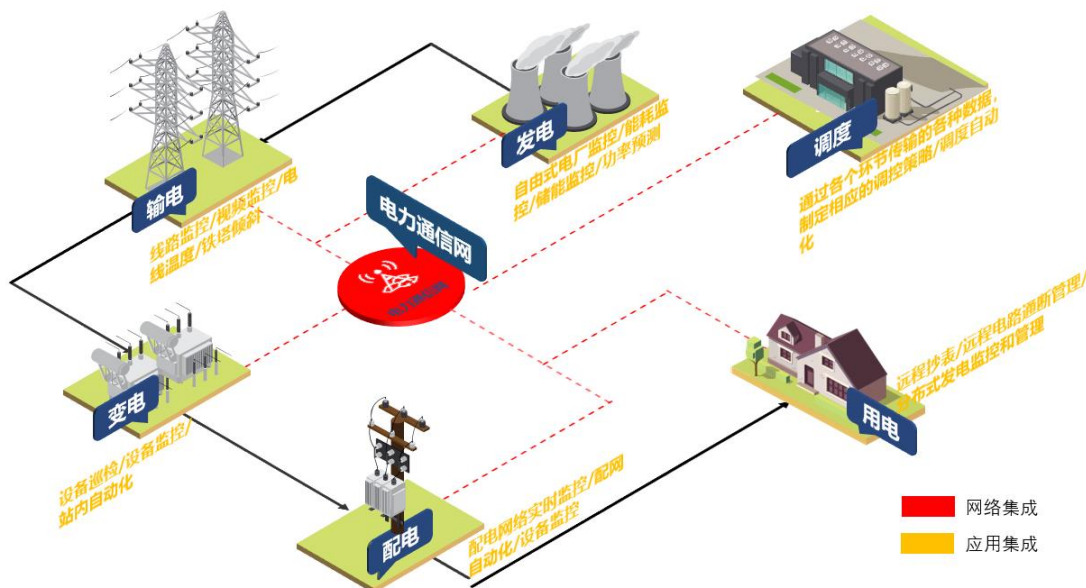 发电
自由式电厂监控/能耗监
控/储能监控/功率预测
调度
通过各个环节传输的各种数据,
制定相应的调控策略/调度自动
化
输电
线路监控/视频监控/电
线温度/铁塔倾斜
电力通信网
电力通信网
变电
设备巡检/设备监控/
站内自动化
配电
配电网络实时监控/配网
自动化/设备监控
用电
远程抄表/远程电路通断管理/
分布式发电监控和管理
网络集成
应用集成